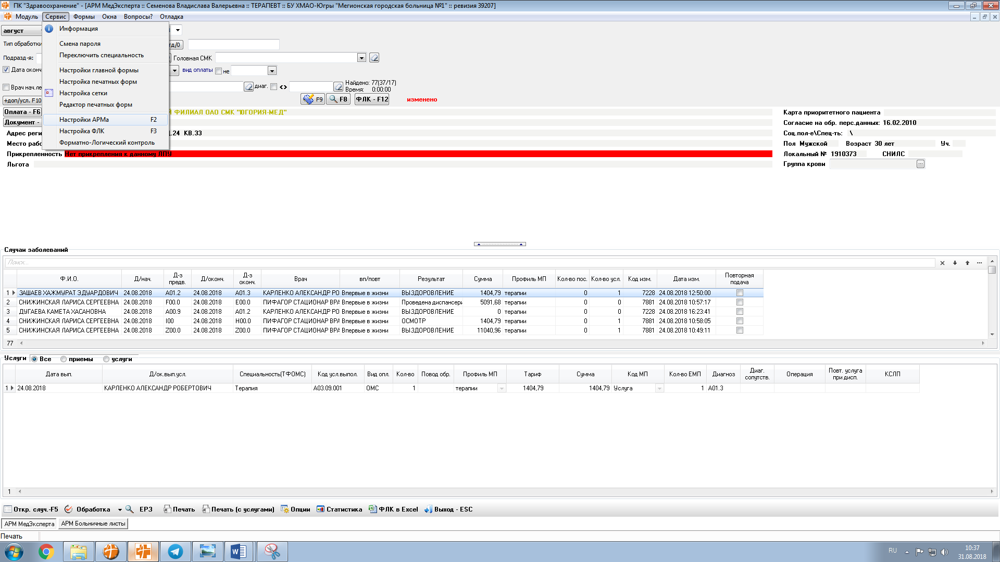 ПК "Здравоохранение" - [АРМ МедЭксперта :: Семенова Владислава Валерьевна :: ТЕРАПЕВТ :: БУ ХМАО-Югры "Мегионская городская больница №1" :: ревизия 39207]
Модуль Сервис Формы Окна Вопросы? Отладка
август
Информация
Смена пароля
Переключить специальность
Настройки главной формы
Настройка печатных форм
Настройка сетки
Редактор печатных форм
Настройки АРМа F2
Настройка ФЛК F3
Форматно-Логический контроль
Тип обработки тд/0
Подразд-я: Головная СМК
Дата оконч вид оплаты не
Врач нач.ле диаг. <> Найдено: 77(37/17)
Время: 0:00:00
+доп/усл. F10 F9 F8 ФЛК - F12 изменено
Оплата - F6 Й ФИЛИАЛ ОАО СМК "ЮГОРИЯ-МЕД" Карта приоритетного пациента
Документ - Согласие на обр. перс.данных: 16.02.2010
Адрес реги .24 КВ.33 Соц.пол-е\Спец-ть: \
Место рабо Пол Мужской Возраст 30 лет Уч.
Прикрепленность Нет прикрепления к данному ЛПУ Локальный № 1910373 СНИЛС
Льгота Группа крови ...
Случаи заболеваний
Поиск...
Ф.И.О. Д/нач. Д-з предв. Д/оконч. Д-з оконч. Врач вп/повт Результат Сумма Профиль МП Кол-во пос. Кол-во усл. Код изм. Дата изм. Повторная подача
1 ЗАШАЕВ ХАЖМУРАТ ЭДУАРДОВИЧ 24.08.2018 A01.2 24.08.2018 A01.3 КАРЛЕНКО АЛЕКСАНДР РО Впервые в жизни ВЫЗДОРОВЛЕНИЕ 1404,79 терапии 0 1 7228 24.08.2018 12:50:00
2 СНИЖИНСКАЯ ЛАРИСА СЕРГЕЕВНА 24.08.2018 F00.0 24.08.2018 E00.0 ПИФАГОР СТАЦИОНАР ВРА Впервые в жизни Проведена диспансери 5091,68 терапии 0 0 7881 24.08.2018 10:57:17
3 ДУГАЕВА КАМЕТА ХАСАНОВНА 24.08.2018 A00.9 24.08.2018 A01.2 КАРЛЕНКО АЛЕКСАНДР РО Впервые в жизни ВЫЗДОРОВЛЕНИЕ 0 терапии 0 0 7228 24.08.2018 16:23:41
4 СНИЖИНСКАЯ ЛАРИСА СЕРГЕЕВНА 24.08.2018 I00 24.08.2018 H00.0 ПИФАГОР СТАЦИОНАР ВРА Впервые в жизни ОСМОТР 1404,79 терапии 0 1 7881 24.08.2018 10:58:05
5 СНИЖИНСКАЯ ЛАРИСА СЕРГЕЕВНА 24.08.2018 Z00.0 24.08.2018 Z00.0 ПИФАГОР СТАЦИОНАР ВРА Впервые в жизни ВЫЗДОРОВЛЕНИЕ 11040,96 терапии 0 1 7881 24.08.2018 10:49:11
77
Услуги Все приемы услуги
Дата вып. Д/ок.вып.усл. Специальность(ТФОМС) Код усл.выпол. Вид опл. Кол-во Повод обр. Профиль МП Тариф Сумма Код МП Кол-во ЕМП Диагноз Диаг. сопутств. Операция Повт. услуга при дисп. КСЛП
1 24.08.2018 КАРЛЕНКО АЛЕКСАНДР РОБЕРТОВИЧ Терапия A03.09.001 ОМС 1 терапии 1404,79 1404,79 Услуга 1 A01.3
1
Откр. случ.-F5 Обработка ЕРЗ Печать Печать (с услугами) Опции Статистика ФЛК в Excel Выход - ESC
АРМ МедЭксперта АРМ Больничные листы
Печать
RU 10:37
31.08.2018